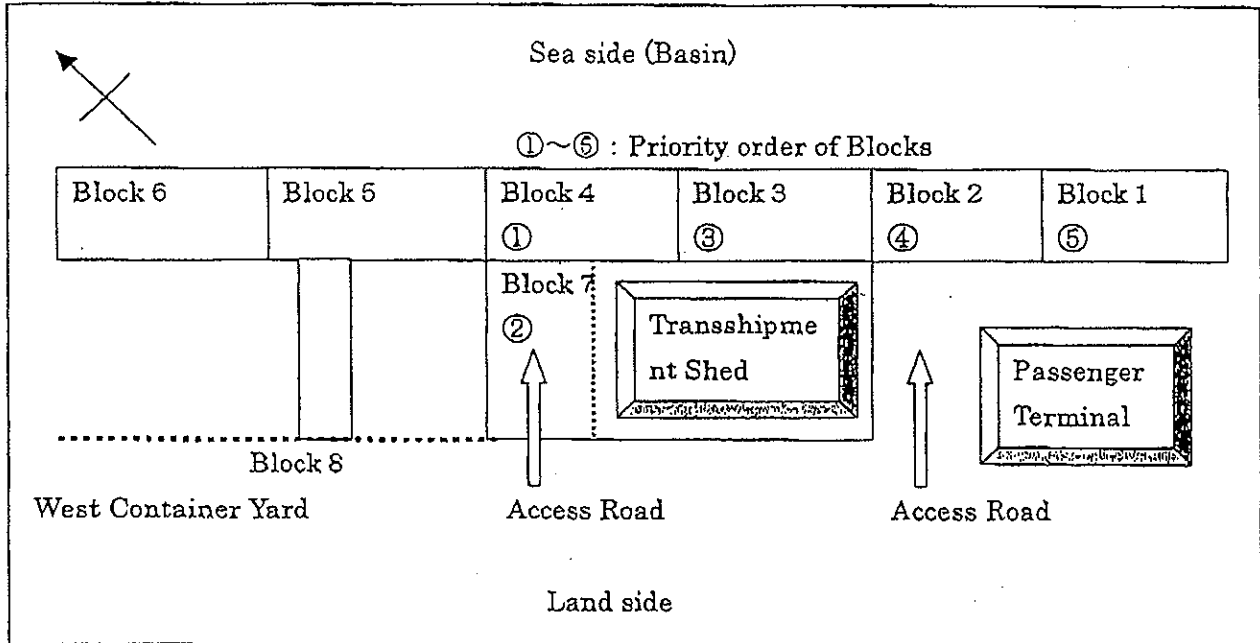 Sea side (Basin)
①~⑤ : Priority order of Blocks
Block 6
Block 5
Block 4
①
Block 3
③
Block 2
④
Block 1
⑤
Block 7
②
Transshipme
nt Shed
Passenger
Terminal
Block 8
West Container Yard
Access Road
Access Road
Land side